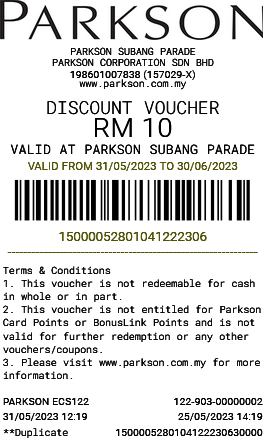 PARKSON
PARKSON SUBANG PARADE
PARKSON CORPORATION SDN BHD
198601007838 (157029-X)
www.parkson.com.my
DISCOUNT VOUCHER
RM 10
VALID AT PARKSON SUBANG PARADE
VALID FROM 31/05/2023 TO 30/06/2023
15000052801041222306
Terms & Conditions
1. This voucher is not redeemable for cash
in whole or in part.
2. This voucher is not entitled for Parkson
Card Points or BonusLink Points and is not
valid for further redemption or any other
vouchers/coupons.
3. Please visit www.parkson.com.my for more
information.
PARKSON ECS122 122-903-00000002
31/05/2023 12:19 25/05/2023 14:19
**Duplicate 1500005280104122230630000